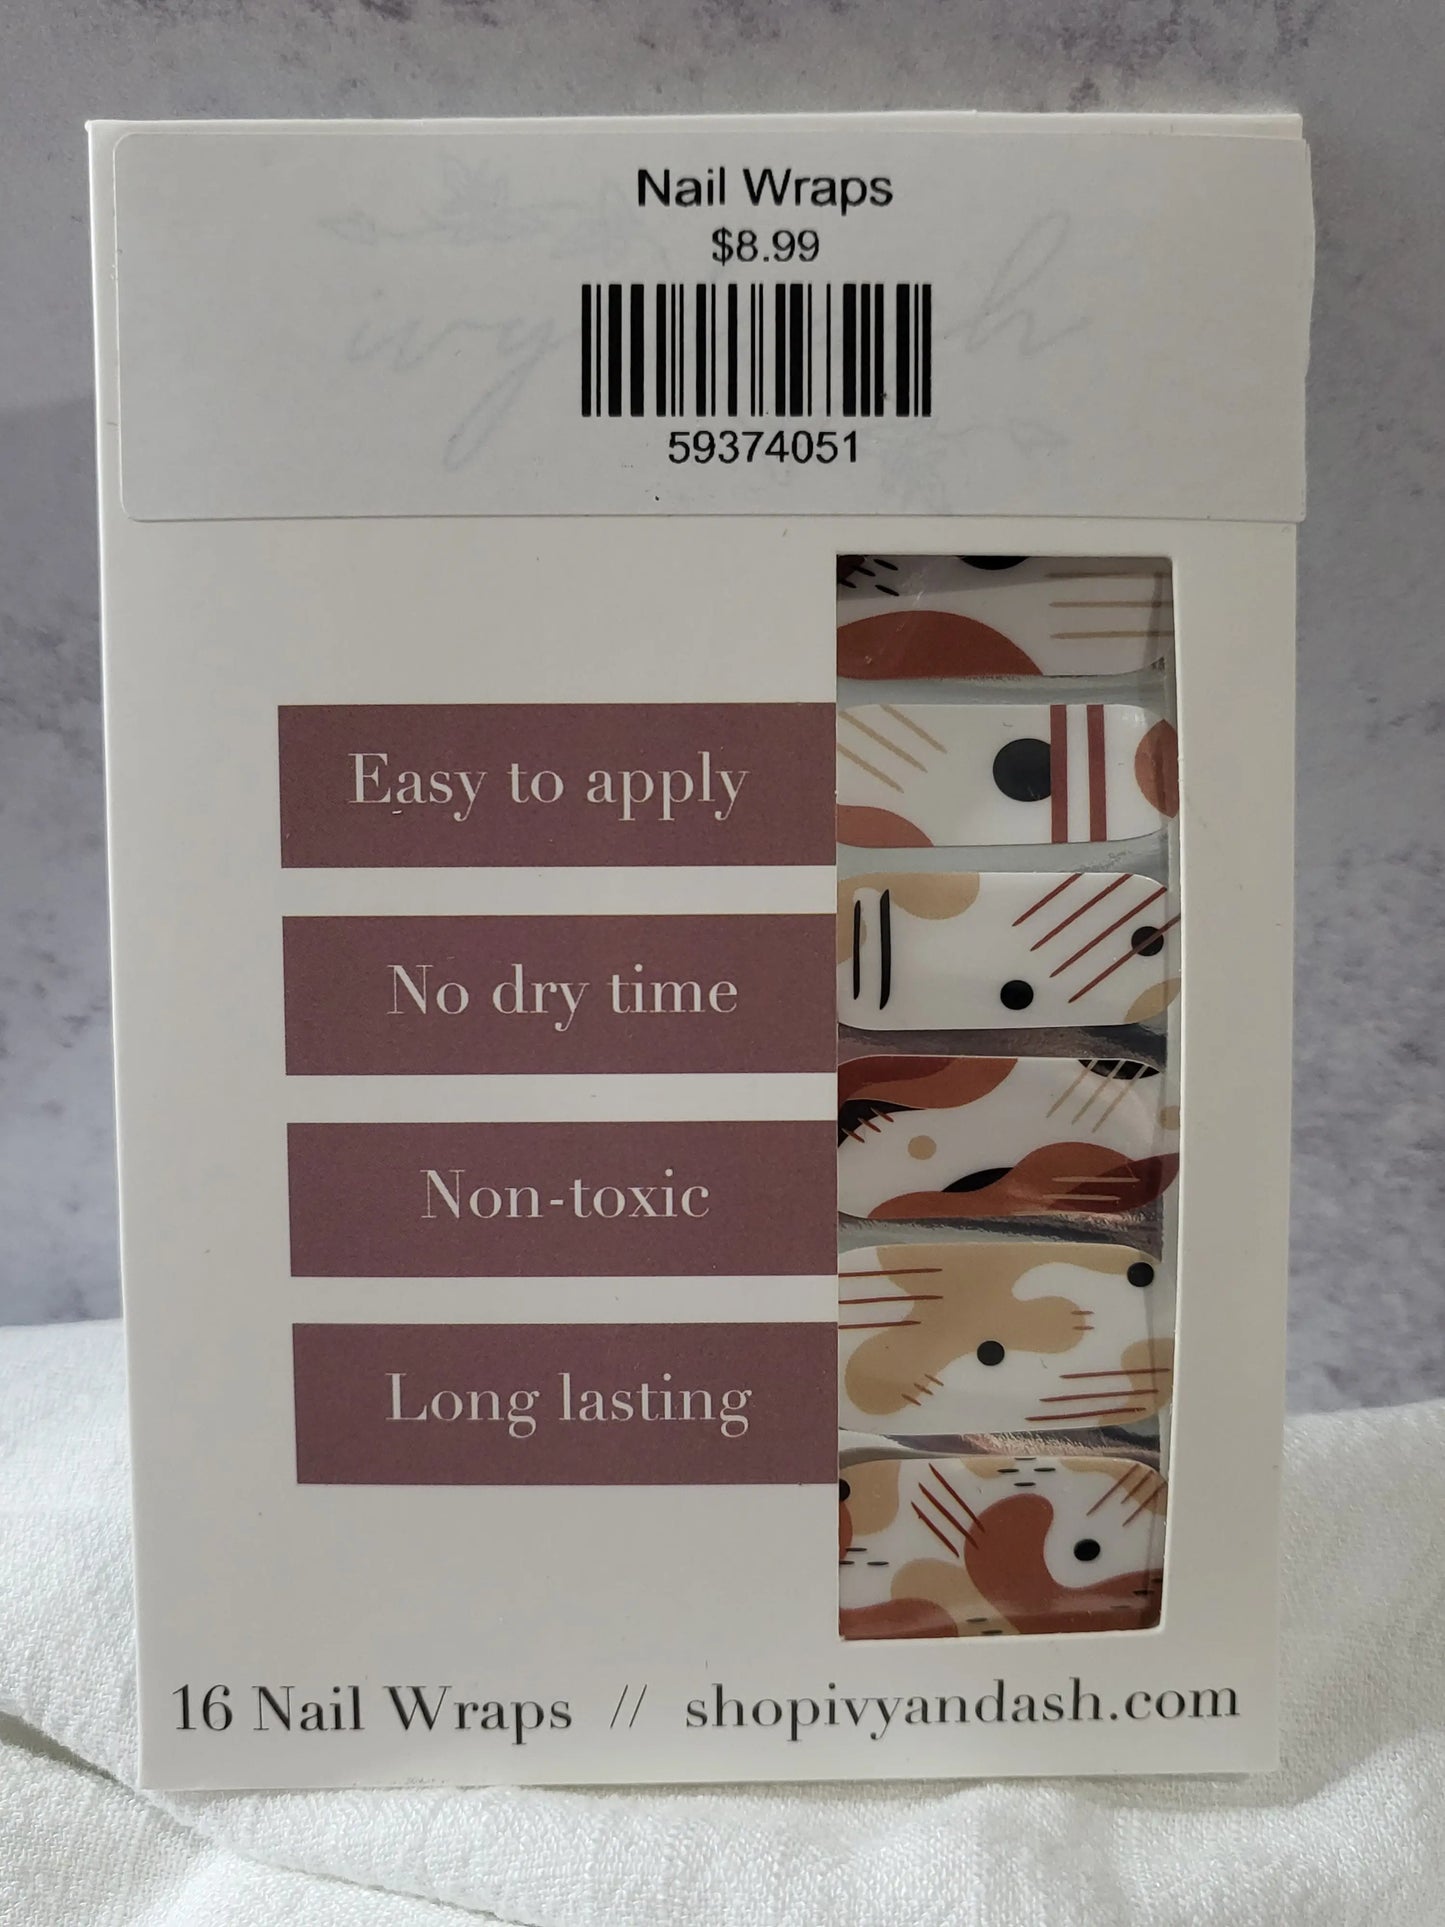 Nail Wraps
$8.99
59374051
Easy to apply
No dry time
Non-toxic
Long lasting
16 Nail Wraps // shopivyandash.com